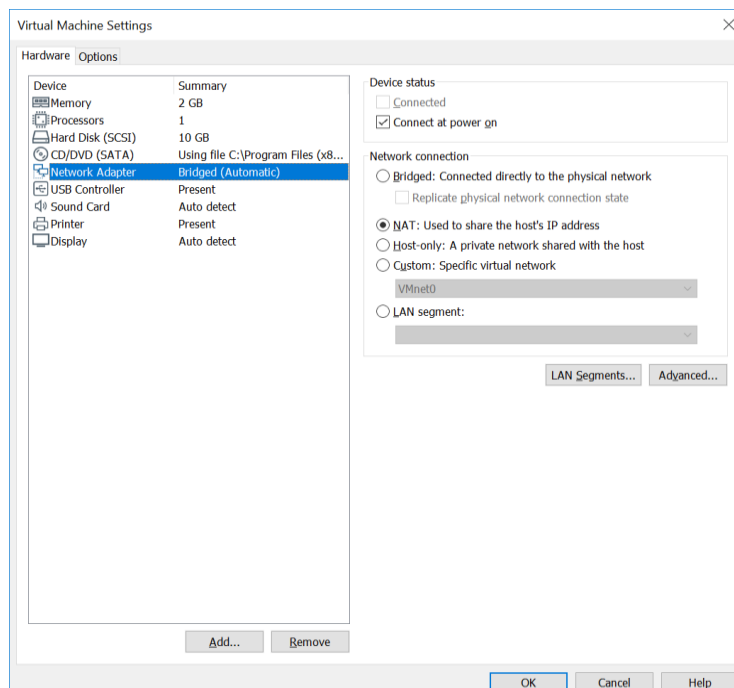 Virtual Machine Settings
Hardware Options
Device Summary
Memory 2 GB
Processors 1
Hard Disk (SCSI) 10 GB
CD/DVD (SATA) Using file C:\Program Files (x8...
Network Adapter Bridged (Automatic)
USB Controller Present
Sound Card Auto detect
Printer Present
Display Auto detect
Add... Remove
Device status
Connected
Connect at power on
Network connection
Bridged: Connected directly to the physical network
Replicate physical network connection state
NAT: Used to share the host's IP address
Host-only: A private network shared with the host
Custom: Specific virtual network
VMnet0
LAN segment:
LAN Segments... Advanced...
OK Cancel Help